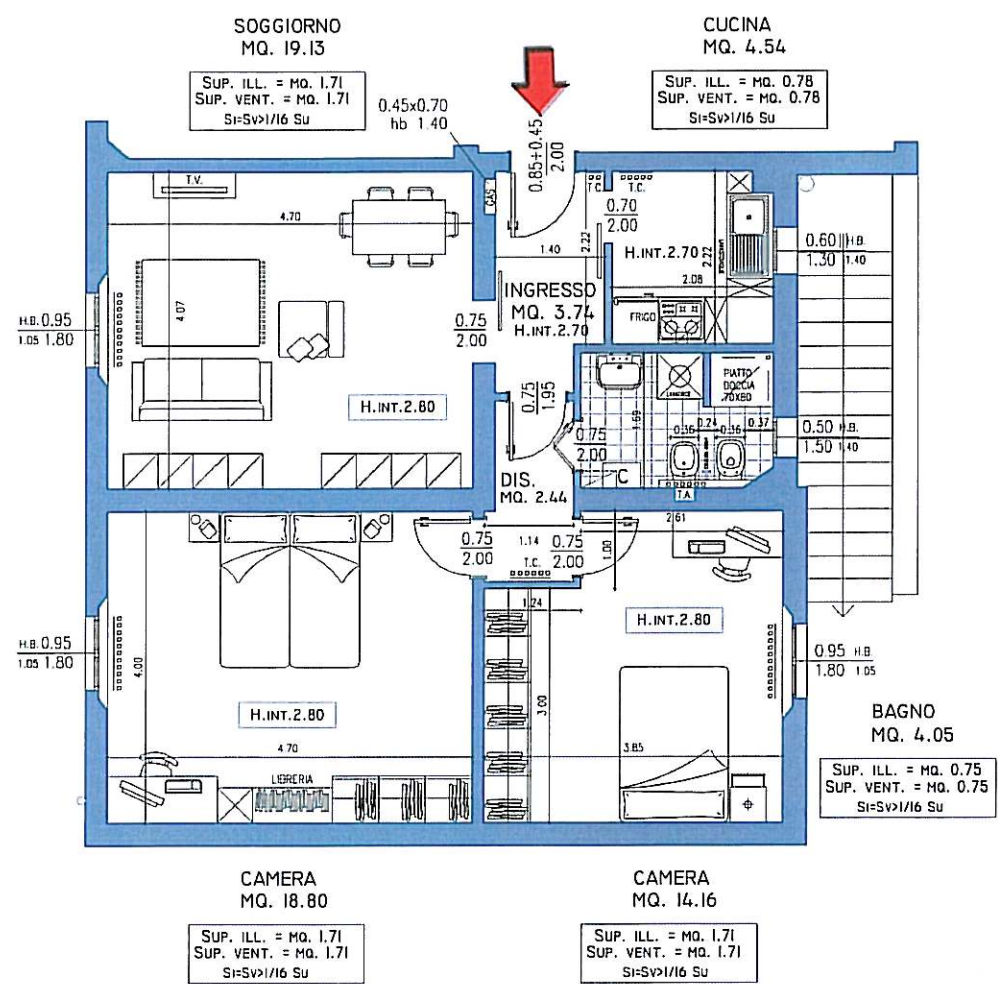 SOGGIORNO
MQ. 19.13
SUP. ILL. = MQ. 1.71
SUP. VENT. = MQ. 1.71
SI=SV>1/16 SU
CUCINA
MQ. 4.54
SUP. ILL. = MQ. 0.78
SUP. VENT. = MQ. 0.78
SI=SV>1/16 SU
0.45x0.70
hb 1.40
0.85+0.45
2.00
T.V.
GAS
T.C.
T.C.
4.70
0.70
2.00
1.40
2.22
H.INT.2.70
2.22
2.08
0.60 H.B.
1.30 1.40
4.07
INGRESSO
MQ. 3.74
H.INT.2.70
FRIGO
H.B. 0.95
1.05 1.80
0.75
2.00
H.INT.2.80
0.75
1.95
PIATTO
DOCCIA
70X80
1.69
0.75
2.00
0.36
0.24
0.36
0.37
0.50 H.B.
1.50 1.40
C
T.A.
DIS.
MQ. 2.44
0.75
2.00
1.14
T.C.
0.75
2.00
1.00
2.61
1.24
H.INT.2.80
H.B. 0.95
1.05 1.80
4.00
H.INT.2.80
4.70
3.00
3.85
0.95 H.B.
1.80 1.05
LIBRERIA
BAGNO
MQ. 4.05
SUP. ILL. = MQ. 0.75
SUP. VENT. = MQ. 0.75
SI=SV>1/16 SU
CAMERA
MQ. 18.80
SUP. ILL. = MQ. 1.71
SUP. VENT. = MQ. 1.71
SI=SV>1/16 SU
CAMERA
MQ. 14.16
SUP. ILL. = MQ. 1.71
SUP. VENT. = MQ. 1.71
SI=SV>1/16 SU